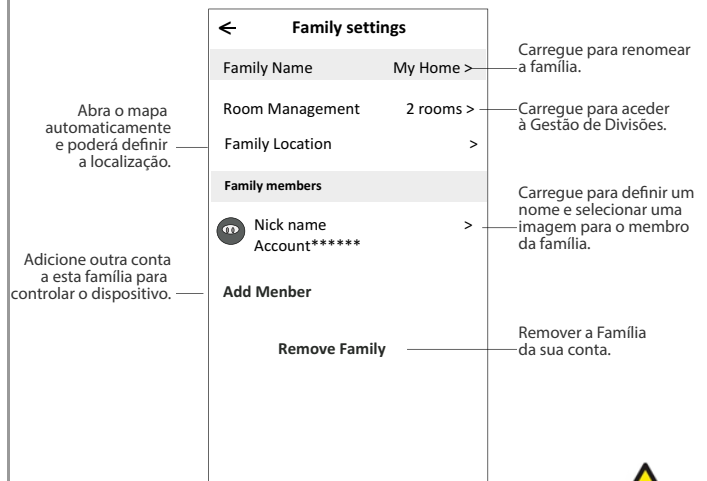 Family settings
Family Name My Home >
Carregue para renomear
a família.
Room Management 2 rooms >
Carregue para aceder
à Gestão de Divisões.
Abra o mapa
automaticamente
e poderá definir
a localização.
Family Location >
Family members
Nick name >
Account******
Carregue para definir um
nome e selecionar uma
imagem para o membro
da família.
Adicione outra conta
a esta família para
controlar o dispositivo.
Add Menber
Remove Family
Remover a Família
da sua conta.